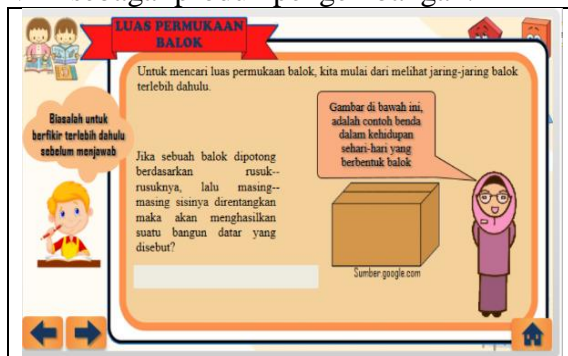 LUAS PERMUKAAN
BALOK
Untuk mencari luas permukaan balok, kita mulai dari melihat jaring-jaring balok
terlebih dahulu.
Biasalah untuk
berfikir terlebih dahulu
sebelum menjawab
Gambar di bawah ini,
adalah contoh benda
dalam kehidupan
sehari-hari yang
berbentuk balok
Jika sebuah balok dipotong
berdasarkan rusuk--
rusuknya, lalu masing--
masing sisinya direntangkan
maka akan menghasilkan
suatu bangun datar yang
disebut?
Sumber:google.com